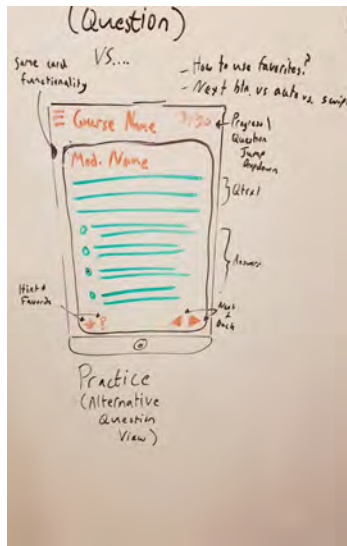 (Question)
VS....
- How to use favorites?
- Next btn. vs auto vs. swip
Same card
functionality
Course Name
Progress \
Question
Jump
Dropdown
Mod. Name
Qtext
Answers
Hint &
Favorite
?
Next
&
Back
Practice
(Alternative
Question
View)